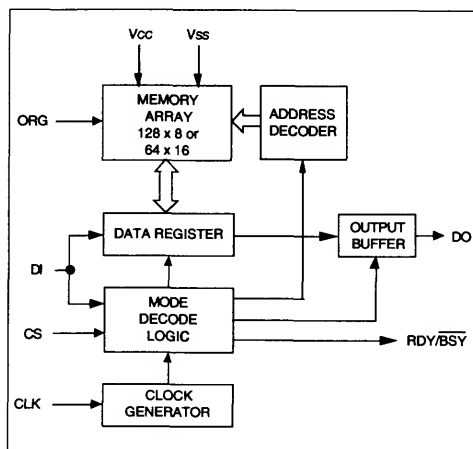 Vcc Vss
MEMORY
ARRAY
128 x 8 or
64 x 16
ADDRESS
DECODER
ORG
DATA REGISTER
OUTPUT
BUFFER
DO
DI
MODE
DECODE
LOGIC
CS
RDY/BSY
CLK
CLOCK
GENERATOR